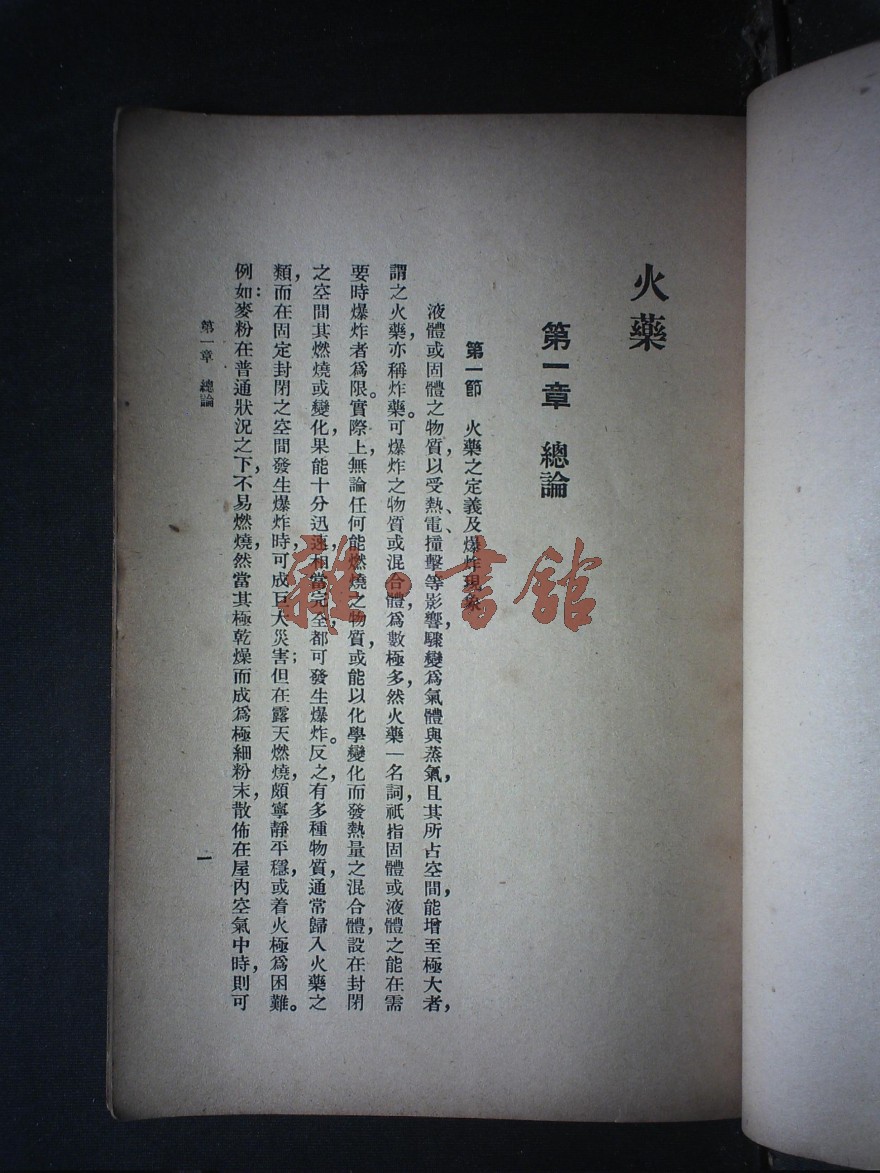 火藥
第一章 總論
第一節 火藥之定義及爆炸現象
液體或固體之物質，以受熱、電、撞擊等影響，驟變爲氣體與蒸氣，且其所占空間，能增至極大者，
謂之火藥，亦稱炸藥。可爆炸之物質或混合體，爲數極多，然火藥一名詞，祇指固體或液體之能在需
要時爆炸者爲限。實際上，無論任何能燃燒之物質，或能以化學變化而發熱量之混合體，設在封閉
之空間，其燃燒或變化，果能十分迅速，相當完全，都可發生爆炸。反之，有多種物質，通常歸入火藥之
類，而在固定封閉之空間發生爆炸時，可成巨大災害；但在露天燃燒，頗寧靜平穩，或着火極爲困難。
例如：麥粉在普通狀況之下，不易燃燒，然當其極乾燥而成爲極細粉末，散佈在屋內空氣中時，則可
第一章 總論
一
雜·書館